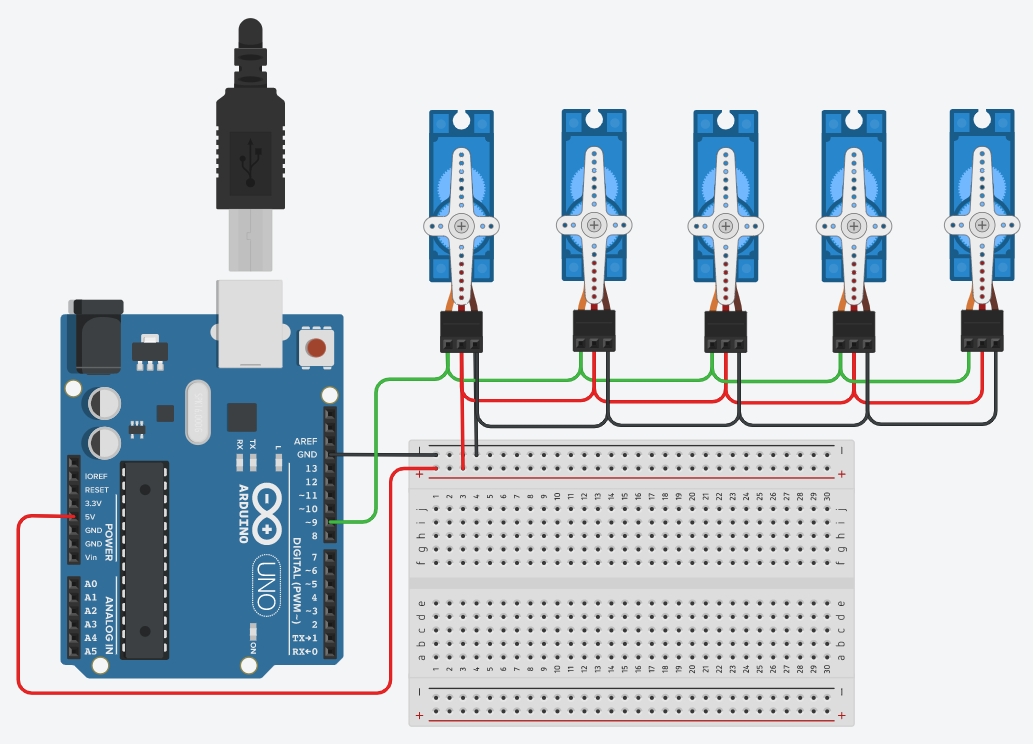 AREF
GND
13
12
~11
~10
~9
8
7
~6
~5
4
~3
2
TX→1
RX←0
DIGITAL (PWM~)
IOREF
RESET
3.3V
5V
GND
GND
Vin
POWER
A0
A1
A2
A3
A4
A5
ANALOG IN
RX
TX
L
ARDUINO
UNO
ON
- -
+ +
1 2 3 4 5 6 7 8 9 10 11 12 13 14 15 16 17 18 19 20 21 22 23 24 25 26 27 28 29 30
j j
i i
h h
g g
f f
e e
d d
c c
b b
a a
1 2 3 4 5 6 7 8 9 10 11 12 13 14 15 16 17 18 19 20 21 22 23 24 25 26 27 28 29 30
- -
+ +